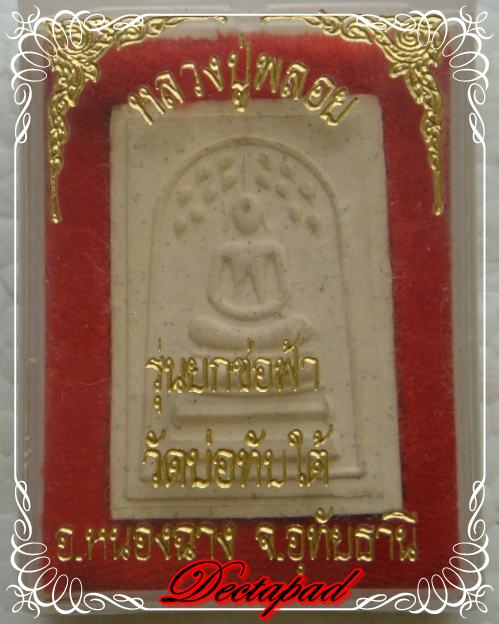 หลวงปู่พลอย
รุ่นยกช่อฟ้า
วัดบ่อทับใต้
อ.หนองฉาง จ.อุทัยธานี
Dectapad